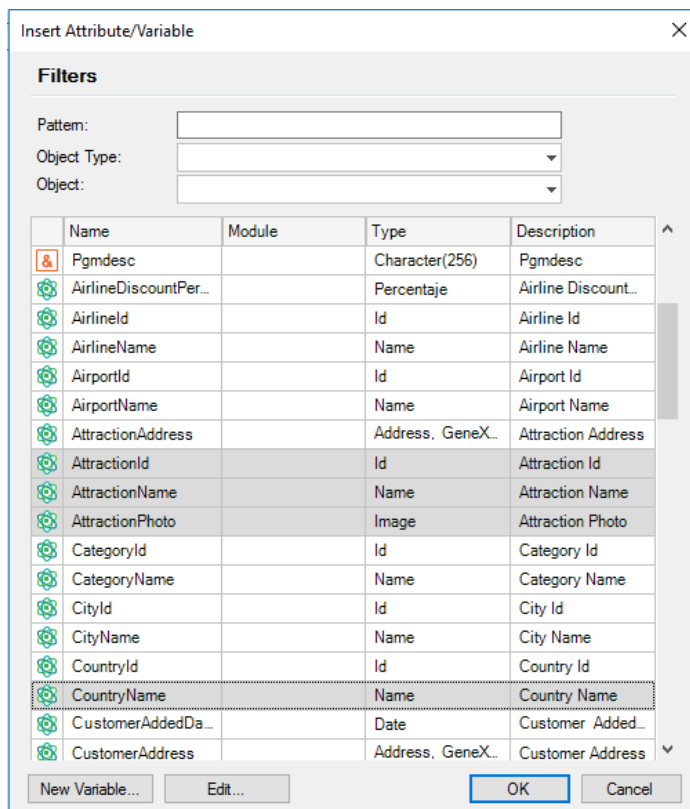 Insert Attribute/Variable
Filters
Pattern:
Object Type:
Object:
Name Module Type Description
& Pgmdesc Character(256) Pgmdesc
AirlineDiscountPer... Percentaje Airline Discount...
AirlineId Id Airline Id
AirlineName Name Airline Name
AirportId Id Airport Id
AirportName Name Airport Name
AttractionAddress Address, GeneX... Attraction Address
AttractionId Id Attraction Id
AttractionName Name Attraction Name
AttractionPhoto Image Attraction Photo
CategoryId Id Category Id
CategoryName Name Category Name
CityId Id City Id
CityName Name City Name
CountryId Id Country Id
CountryName Name Country Name
CustomerAddedDa... Date Customer Added...
CustomerAddress Address, GeneX... Customer Address
New Variable... Edit... OK Cancel